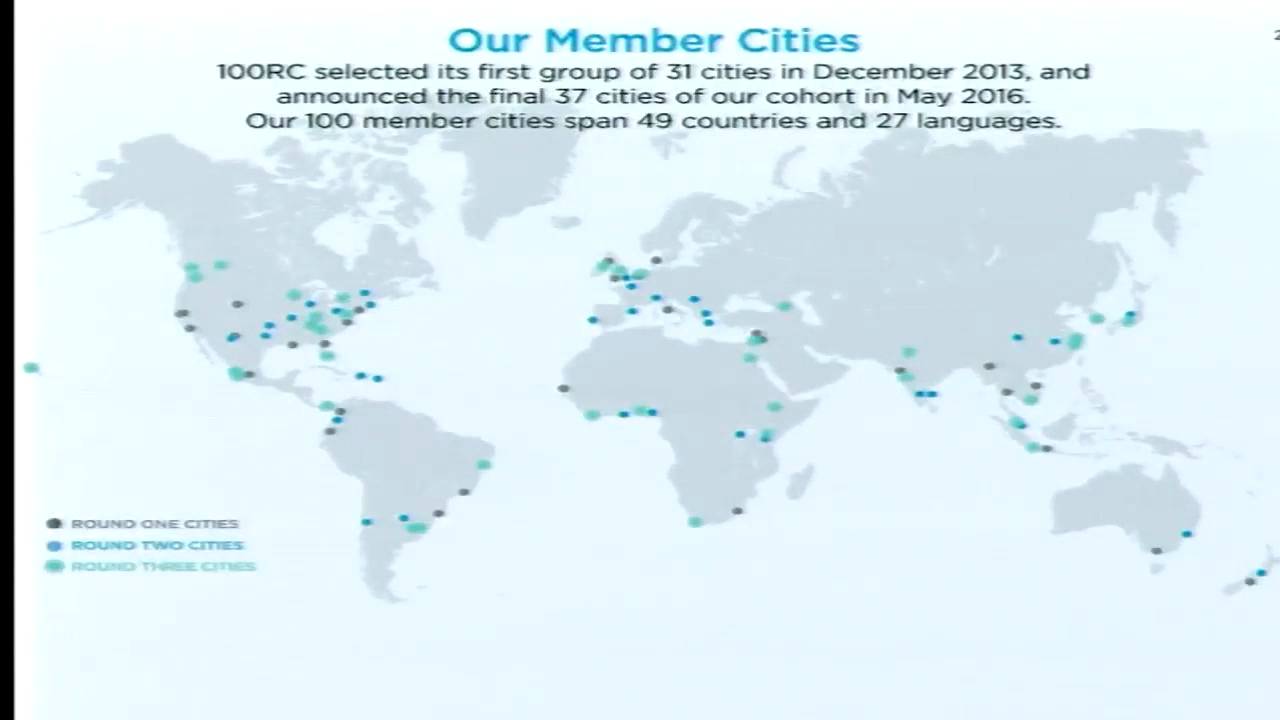 Our Member Cities
100RC selected its first group of 31 cities in December 2013, and
announced the final 37 cities of our cohort in May 2016.
Our 100 member cities span 49 countries and 27 languages.
ROUND ONE CITIES
ROUND TWO CITIES
ROUND THREE CITIES